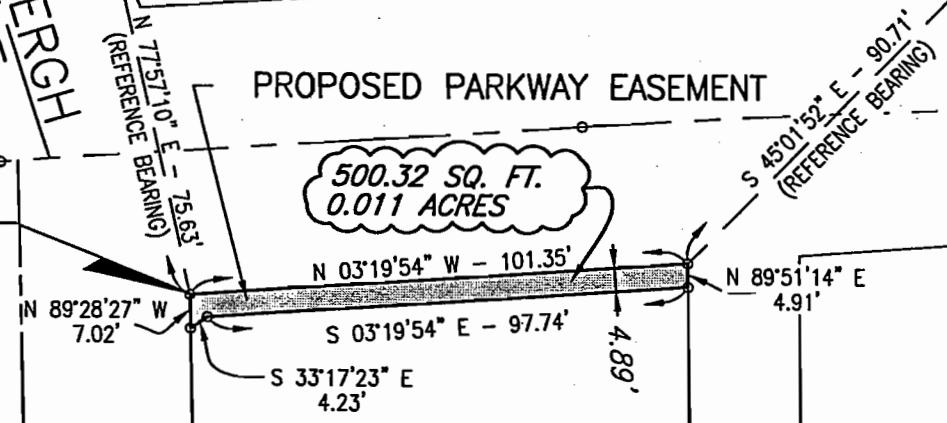 ERGH
N 77°57'10" E - 75.63'
(REFERENCE BEARING)
PROPOSED PARKWAY EASEMENT
S 45°01'52" E - 90.71'
(REFERENCE BEARING)
500.32 SQ. FT.
0.011 ACRES
N 03°19'54" W - 101.35'
N 89°28'27" W
7.02'
N 89°51'14" E
4.91'
S 03°19'54" E - 97.74'
4.89'
S 33°17'23" E
4.23'